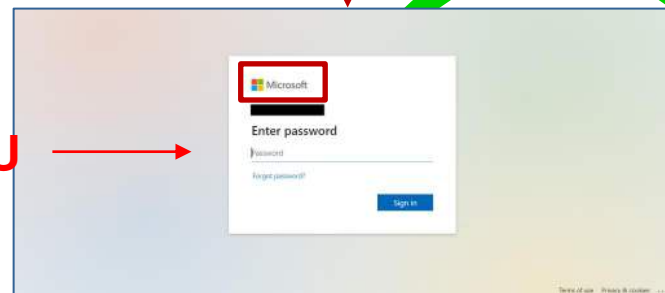 Microsoft
Enter password
U
Password
Forgot password?
Sign in
Terms of use Privacy & cookies